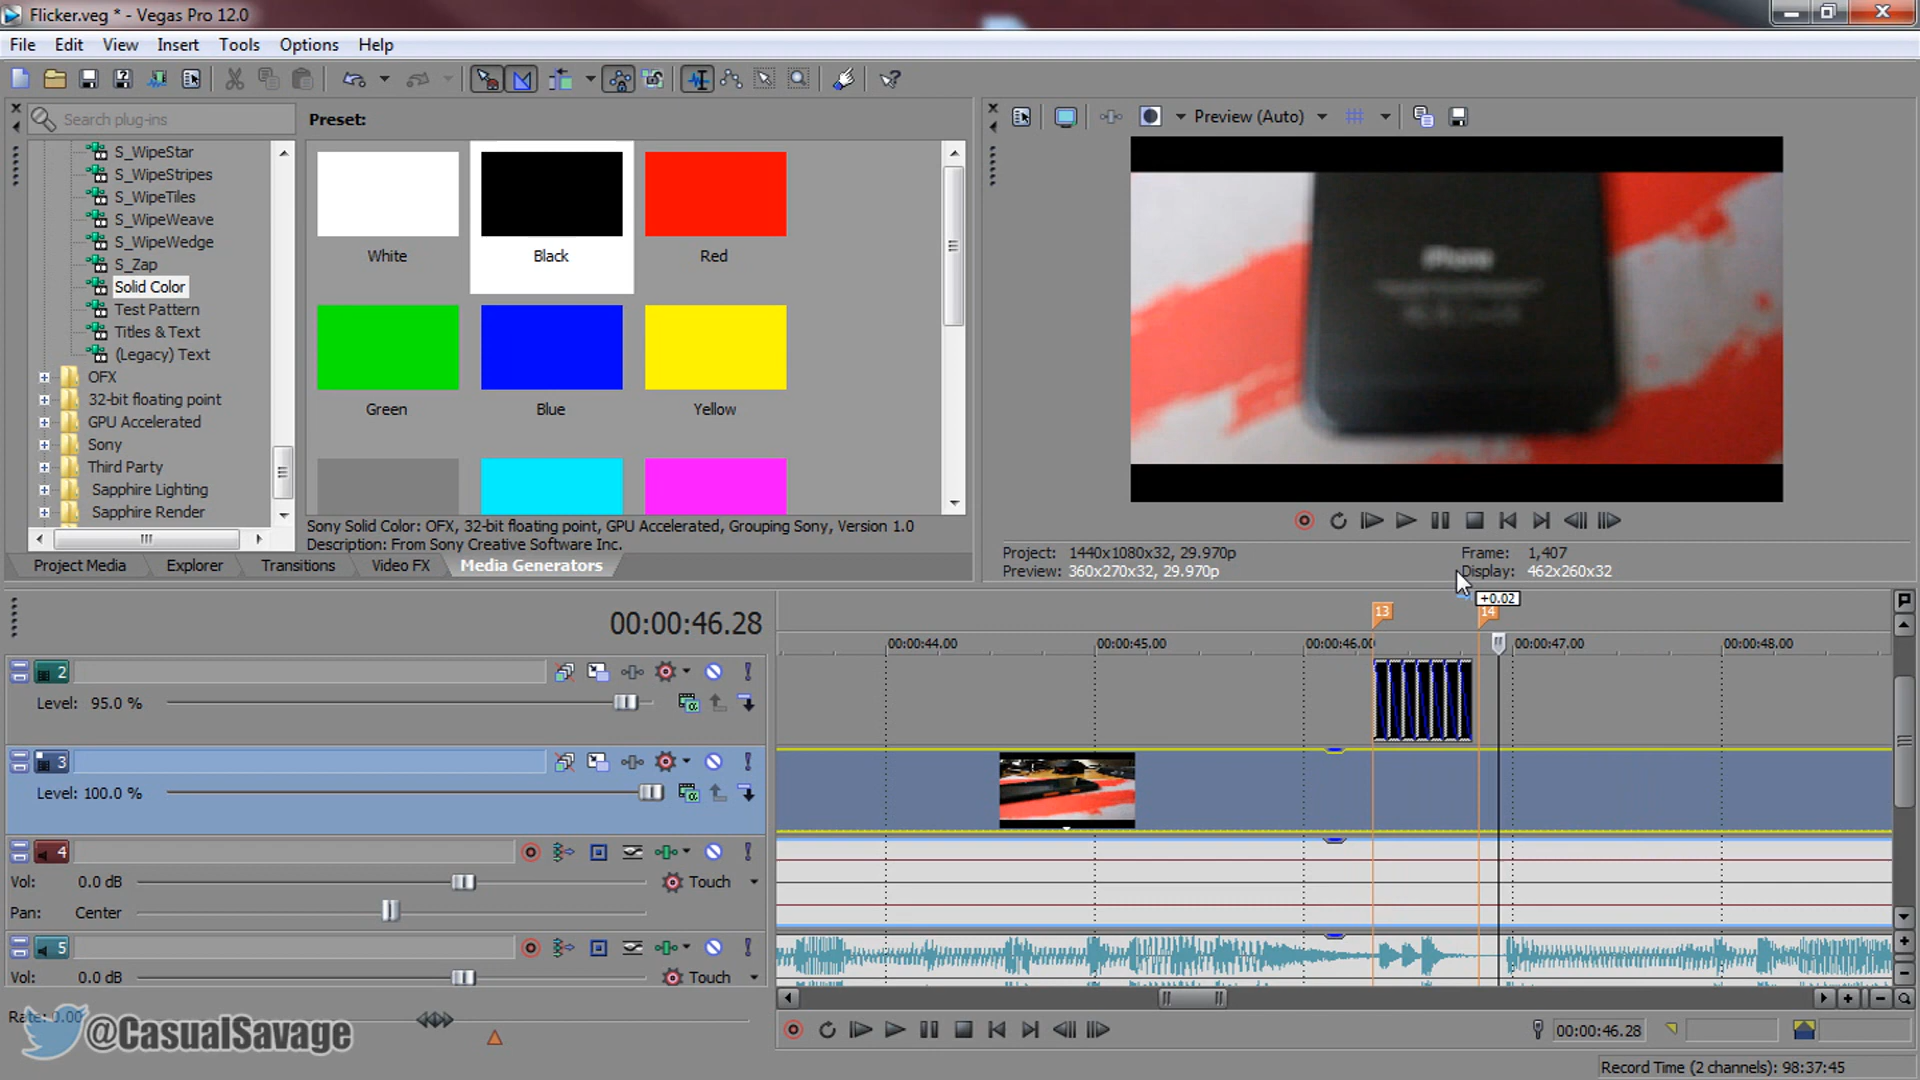 Flicker.veg * - Vegas Pro 12.0
File Edit View Insert Tools Options Help
Search plug-ins
Preset:
Preview (Auto)
S_WipeStar
S_WipeStripes
S_WipeTiles
S_WipeWeave
S_WipeWedge
S_Zap
Solid Color
Test Pattern
Titles & Text
(Legacy) Text
OFX
32-bit floating point
GPU Accelerated
Sony
Third Party
Sapphire Lighting
Sapphire Render
White Black Red
Green Blue Yellow
iPhone
Sony Solid Color: OFX, 32-bit floating point, GPU Accelerated, Grouping Sony, Version 1.0
Description: From Sony Creative Software Inc.
Project Media Explorer Transitions Video FX Media Generators
Project: 1440x1080x32, 29.970p Frame: 1,407
Preview: 360x270x32, 29.970p Display: 462x260x32
+0.02
13 14
00:00:46.28
00:00:44.00 00:00:45.00 00:00:46.00 00:00:47.00 00:00:48.00
2
Level: 95.0 %
3
Level: 100.0 %
4
Vol: 0.0 dB Touch
Pan: Center
5
Vol: 0.0 dB Touch
Rate: 0.00
@CasualSavage
00:00:46.28
Record Time (2 channels): 98:37:45